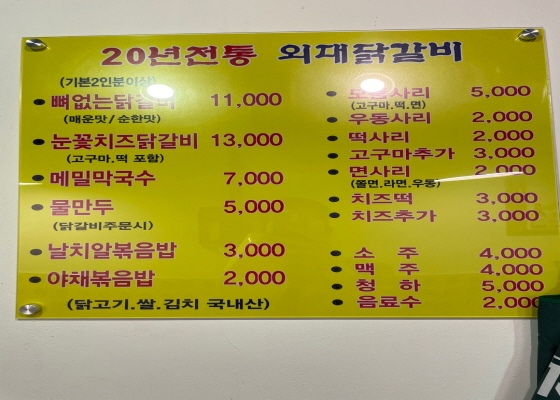 20년전통 외대닭갈비
(기본2인분이상)
뼈없는닭갈비 11,000
(매운맛/순한맛)
눈꽃치즈닭갈비 13,000
(고구마.떡 포함)
메밀막국수 7,000
물만두 5,000
(닭갈비주문시)
날치알볶음밥 3,000
야채볶음밥 2,000
(닭고기.쌀.김치 국내산)
모듬사리 5,000
(고구마.떡.면)
우동사리 2,000
떡사리 2,000
고구마추가 3,000
면사리 2,000
(쫄면.라면.우동)
치즈떡 3,000
치즈추가 3,000
소 주 4,000
맥 주 4,000
청 하 5,000
음료수 2,000